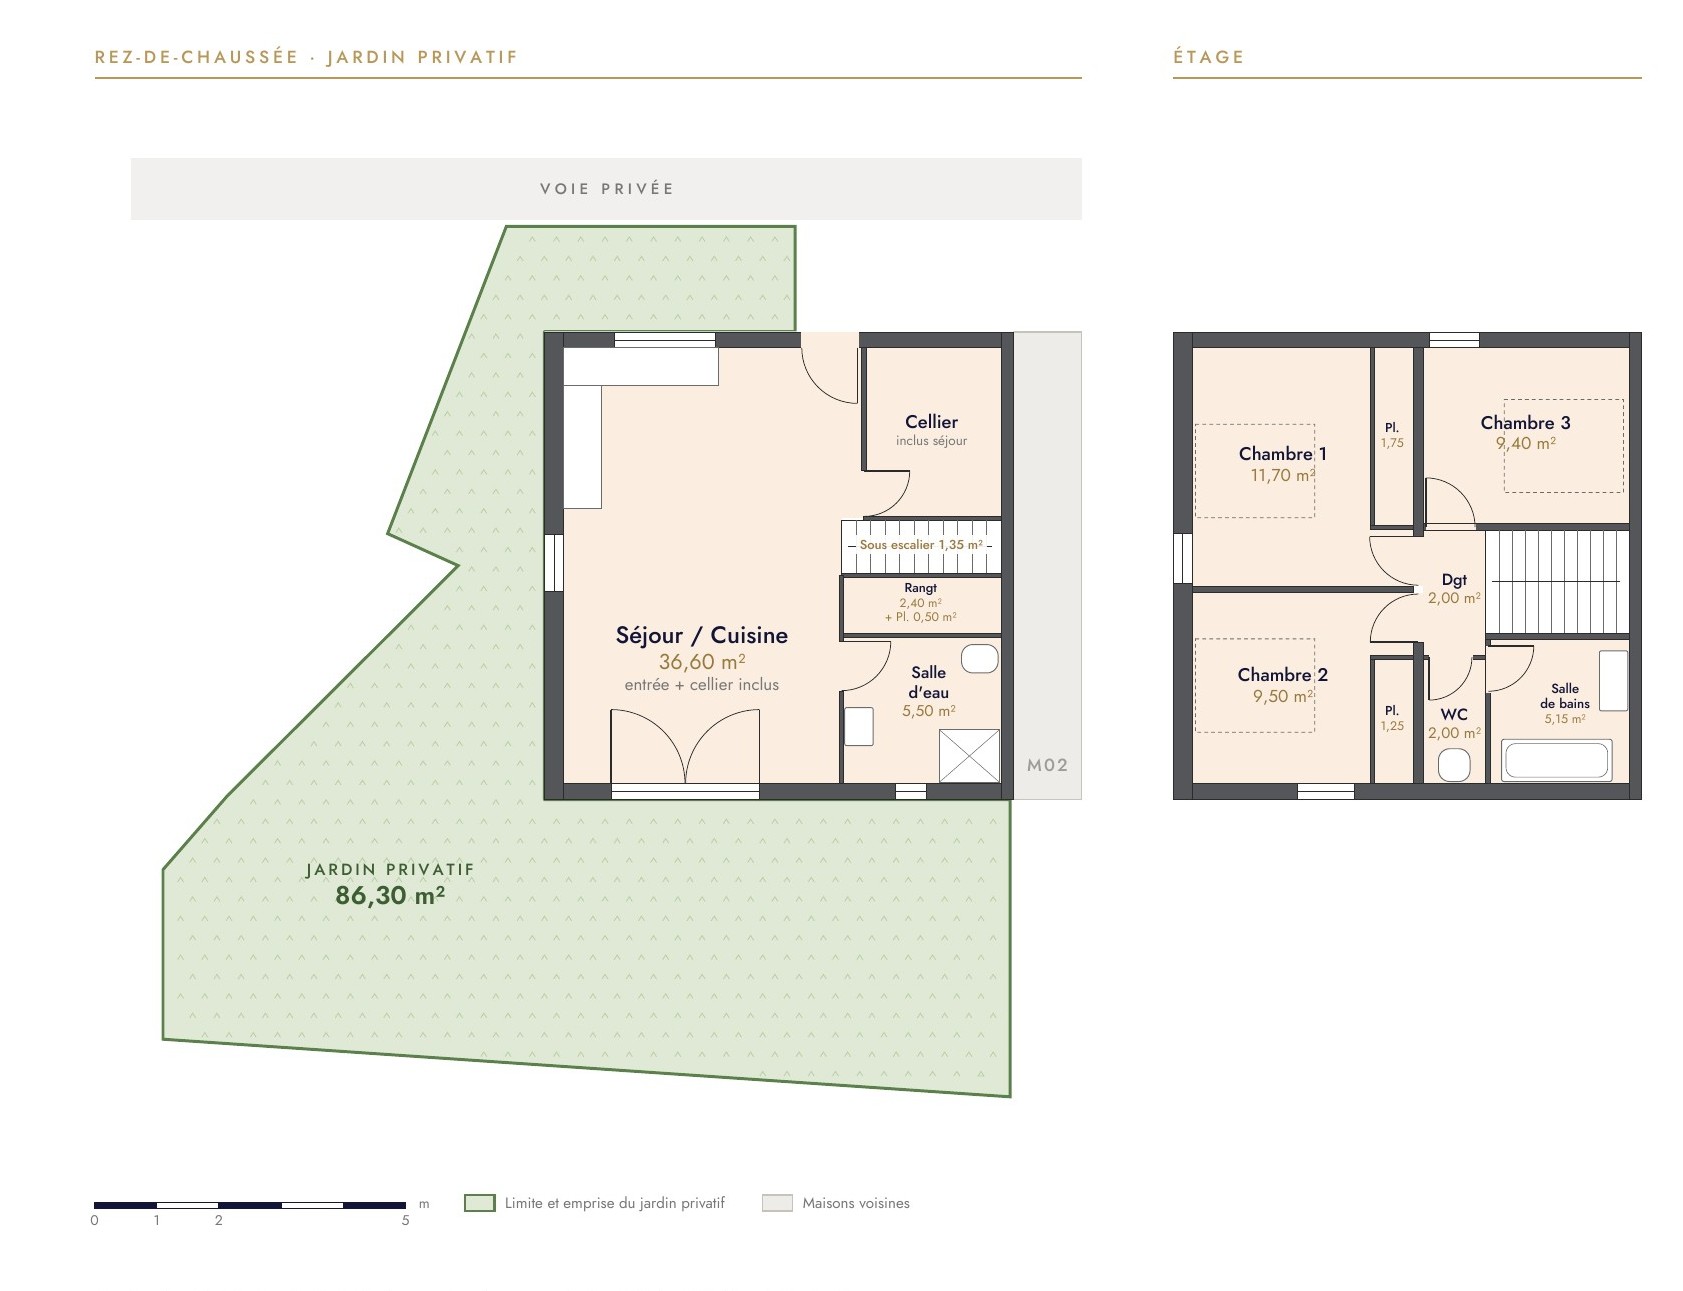 REZ-DE-CHAUSSÉE · JARDIN PRIVATIF
ÉTAGE
VOIE PRIVÉE
Cellier
inclus séjour
Sous escalier 1,35 m²
Rangt
2,40 m²
+ Pl. 0,50 m²
Séjour / Cuisine
36,60 m²
entrée + cellier inclus
Salle
d'eau
5,50 m²
M02
JARDIN PRIVATIF
86,30 m²
Chambre 1
11,70 m²
Pl.
1,75
Chambre 3
9,40 m²
Dgt
2,00 m²
Chambre 2
9,50 m²
Pl.
1,25
WC
2,00 m²
Salle
de bains
5,15 m²
m
0 1 2 5
Limite et emprise du jardin privatif
Maisons voisines